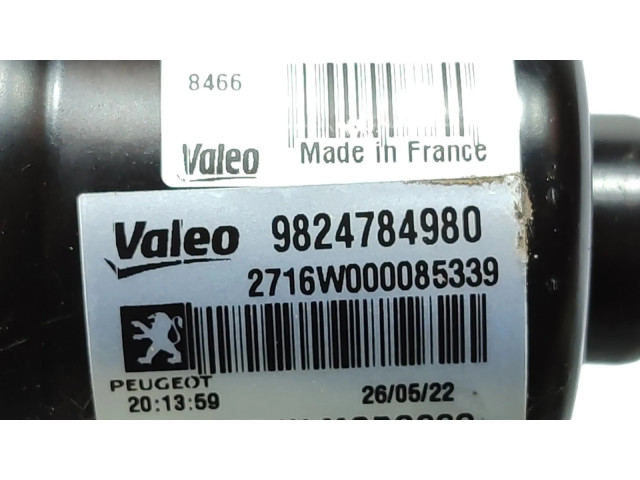 8466
Valeo Made in France
Valeo 9824784980
2716W000085339
PEUGEOT
20:13:59 26/05/22